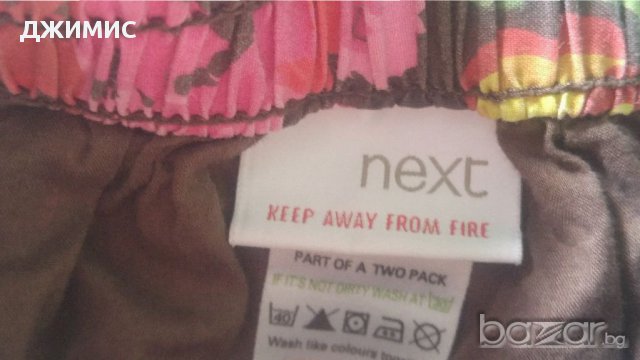 ДЖИМИС
next
KEEP AWAY FROM FIRE
PART OF A TWO PACK
IF IT'S NOT DIRTY WASH AT 30°
40
Wash like colours
bazar.bg